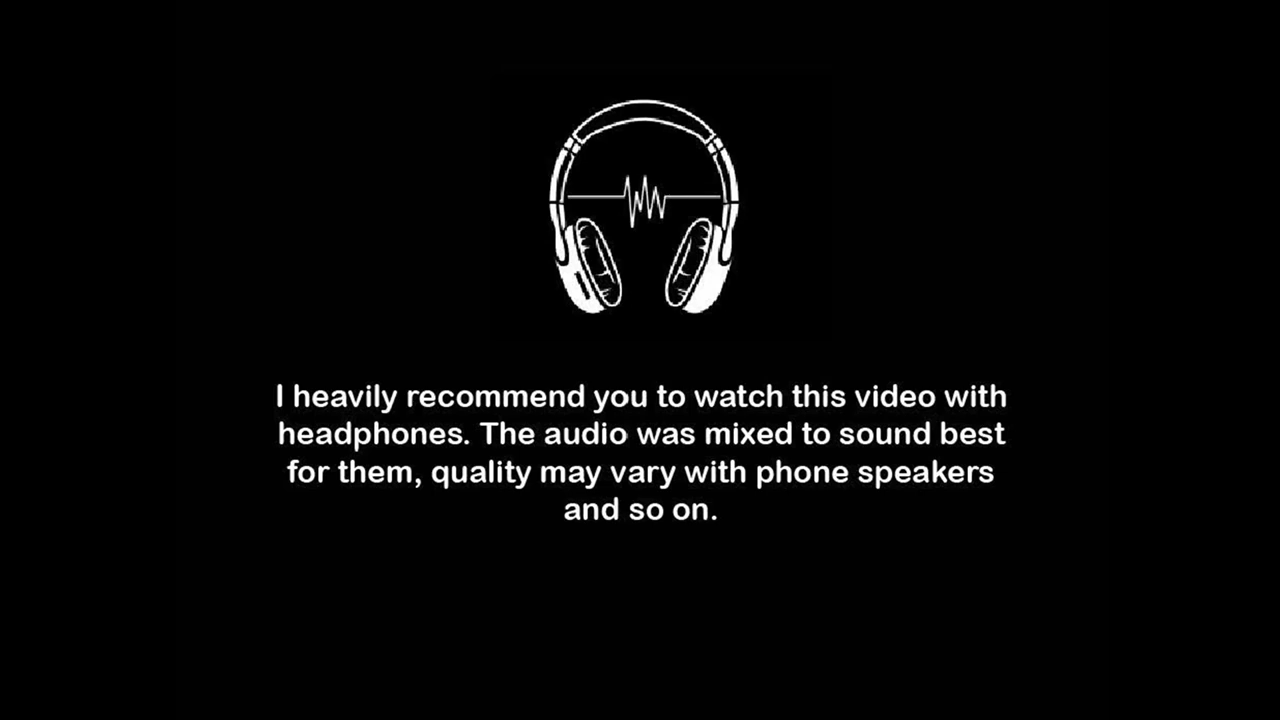 I heavily recommend you to watch this video with
headphones. The audio was mixed to sound best
for them, quality may vary with phone speakers
and so on.